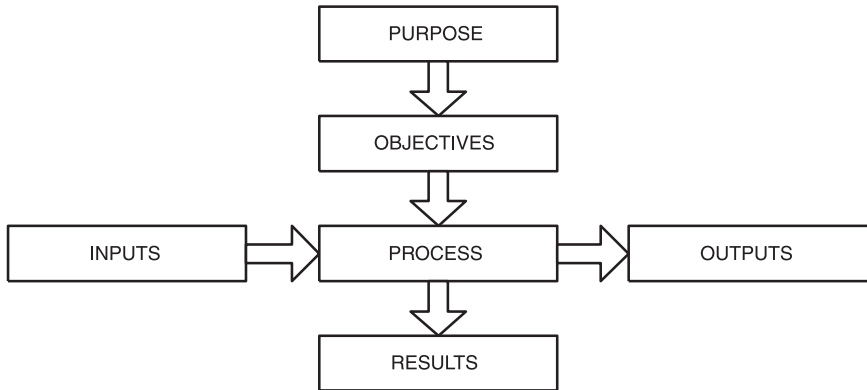 PURPOSE
OBJECTIVES
INPUTS
PROCESS
OUTPUTS
RESULTS